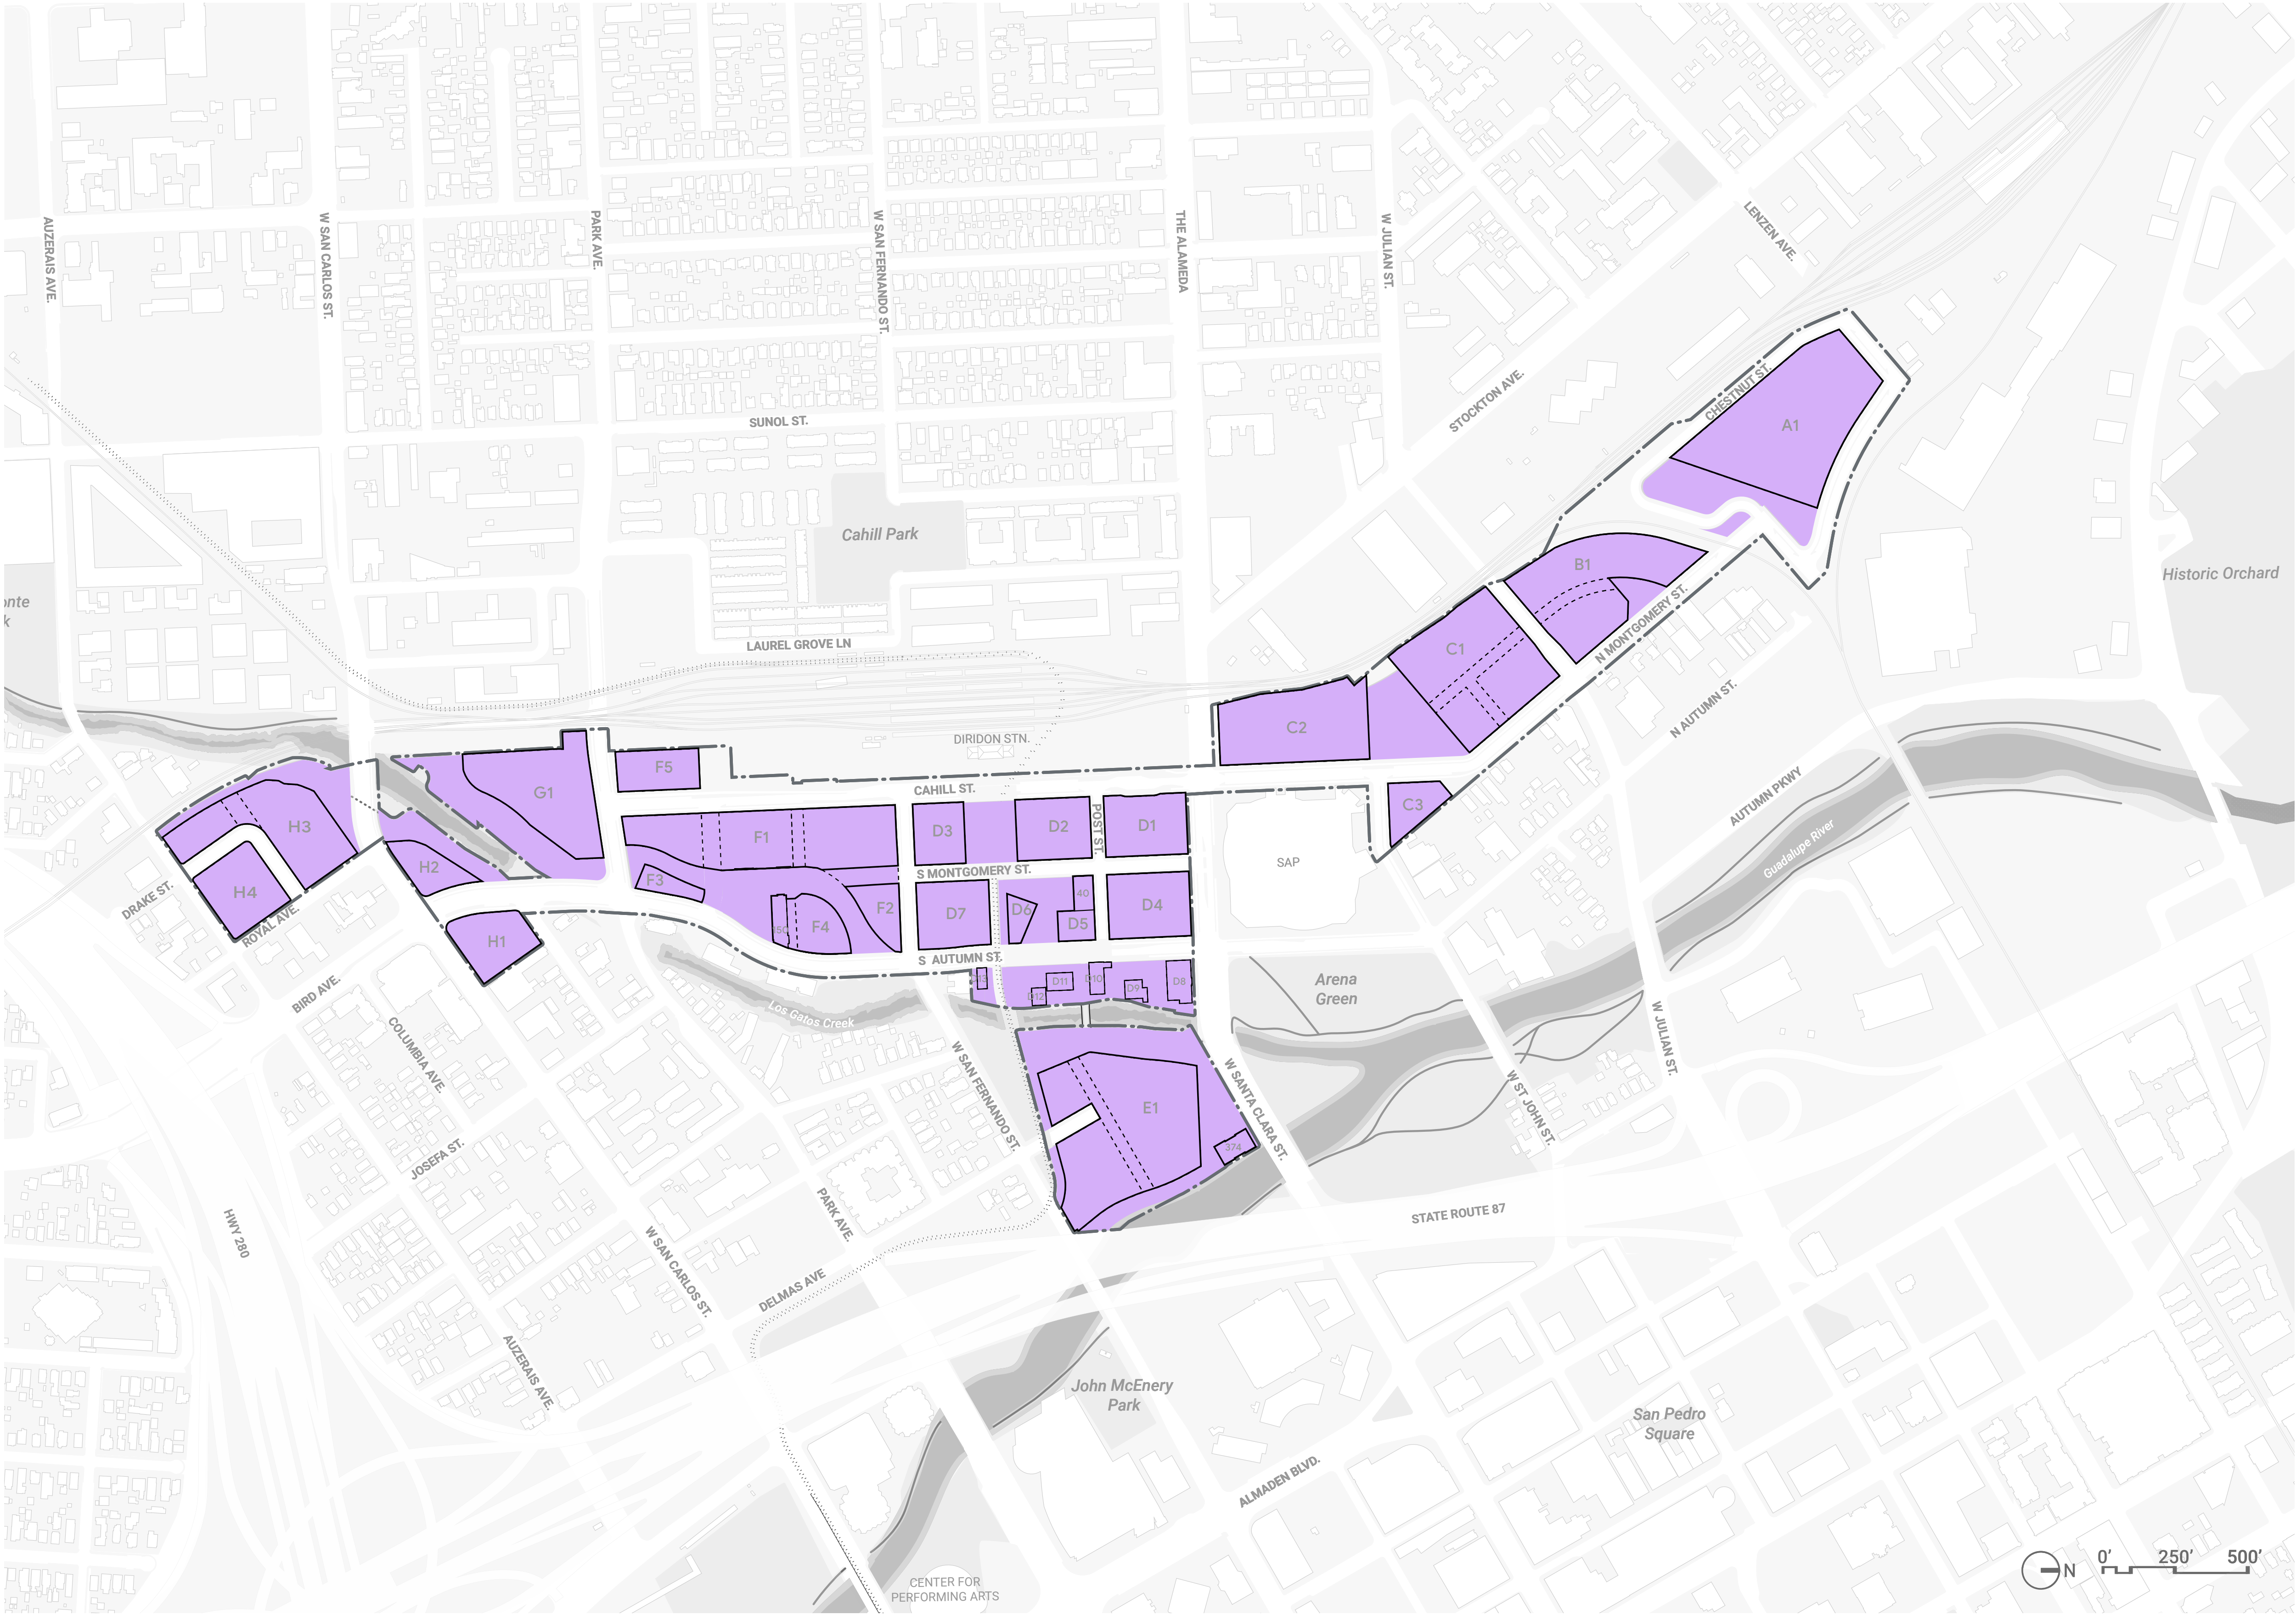 AUZERAIS AVE.
W SAN CARLOS ST.
PARK AVE.
W SAN FERNANDO ST.
THE ALAMEDA
W JULIAN ST.
LENZEN AVE.
STOCKTON AVE.
CHESTNUT ST.
A1
SUNOL ST.
Cahill Park
Historic Orchard
LAUREL GROVE LN
DIRIDON STN.
B1
C1
C2
C3
N MONTGOMERY ST.
N AUTUMN ST.
AUTUMN PKWY
Guadalupe River
G1
F5
CAHILL ST.
H3
H4
H2
H1
DRAKE ST.
ROYAL AVE.
BIRD AVE.
F1
F3
F4
F2
D3
D2
POST ST.
D1
SAP
S MONTGOMERY ST.
D7
D6
40
D5
D4
S AUTUMN ST.
D13
D12
D11
D10
D9
D8
Los Gatos Creek
Arena
Green
E1
374
COLUMBIA AVE.
JOSEFA ST.
HWY 280
W SAN FERNANDO ST.
W SANTA CLARA ST.
W ST JOHN ST.
W JULIAN ST.
PARK AVE.
W SAN CARLOS ST.
DELMAS AVE
STATE ROUTE 87
AUZERAIS AVE.
John McEnery
Park
San Pedro
Square
ALMADEN BLVD.
CENTER FOR
PERFORMING ARTS
N
0’ 250’ 500’